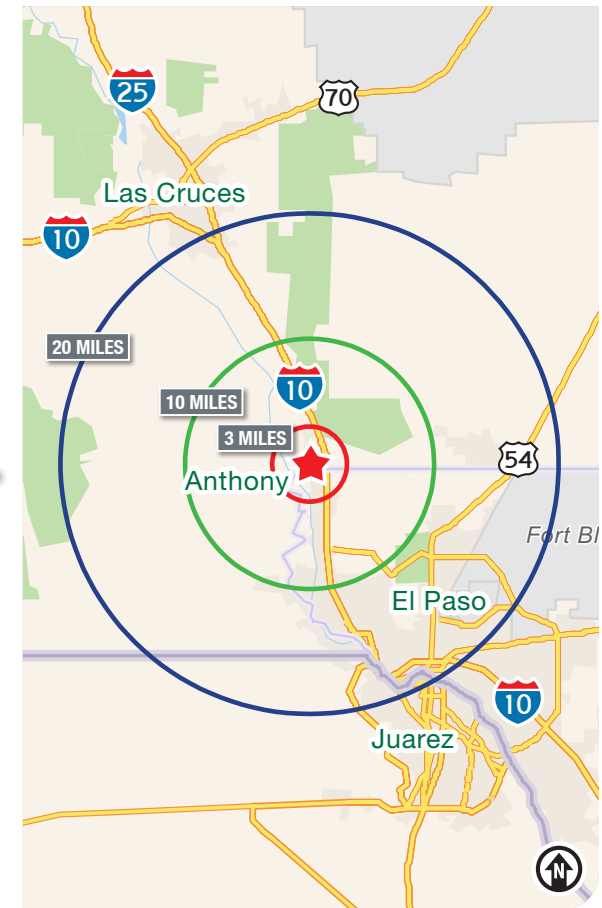 25
70
Las Cruces
10
20 MILES
10
10 MILES
3 MILES
Anthony
54
Fort Bl
El Paso
10
Juarez
N